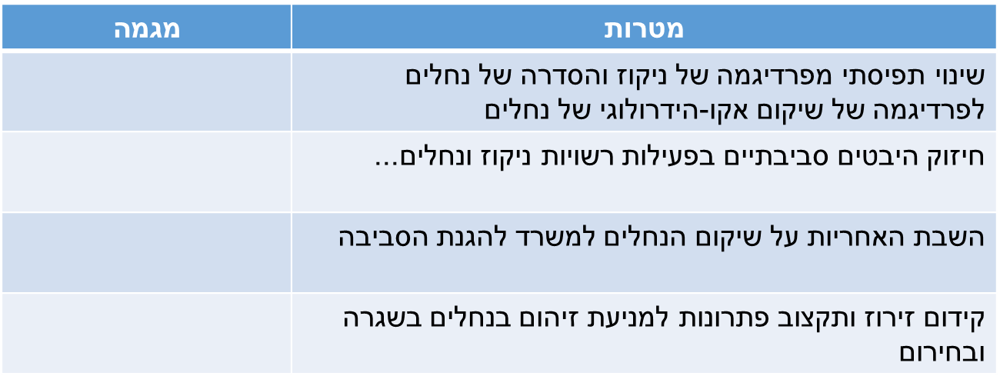 מטרות
מגמה
שינוי תפיסתי מפרדיגמה של ניקוז והסדרה של נחלים
לפרדיגמה של שיקום אקו-הידרולוגי של נחלים
חיזוק היבטים סביבתיים בפעילות רשויות ניקוז ונחלים...
השבת האחריות על שיקום הנחלים למשרד להגנת הסביבה
קידום זירוז ותקצוב פתרונות למניעת זיהום בנחלים בשגרה
ובחירום